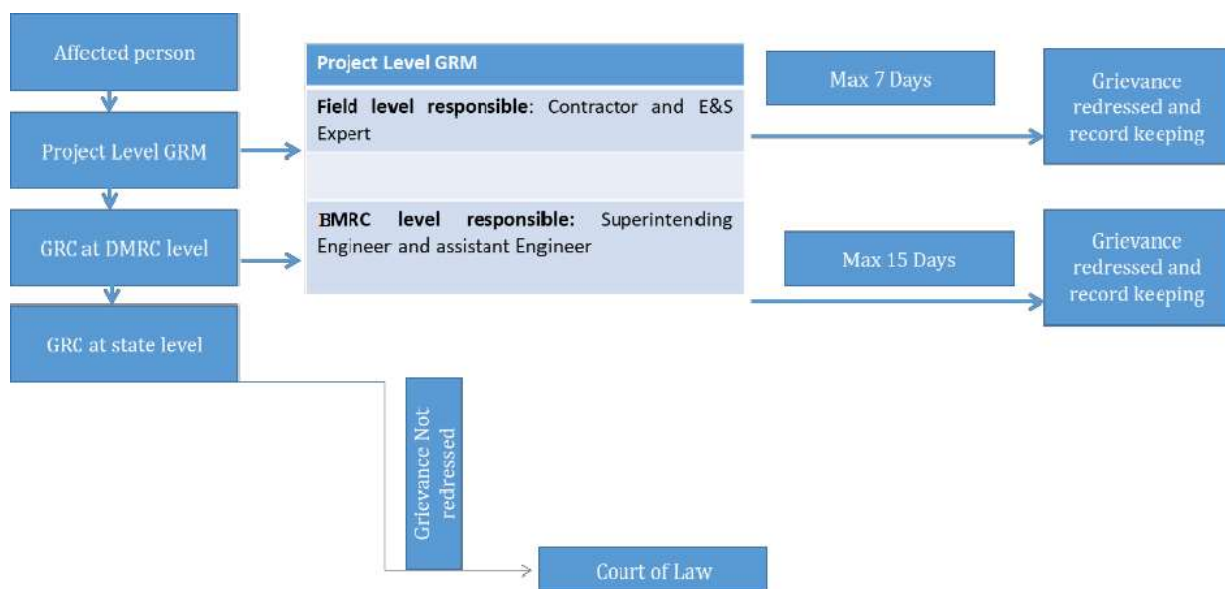 Affected person
Project Level GRM
GRC at DMRC level
GRC at state level
Project Level GRM
Field level responsible: Contractor and E&S
Expert
BMRC level responsible: Superintending
Engineer and assistant Engineer
Max 7 Days
Grievance
redressed and
record keeping
Max 15 Days
Grievance
redressed and
record keeping
Grievance Not
redressed
Court of Law